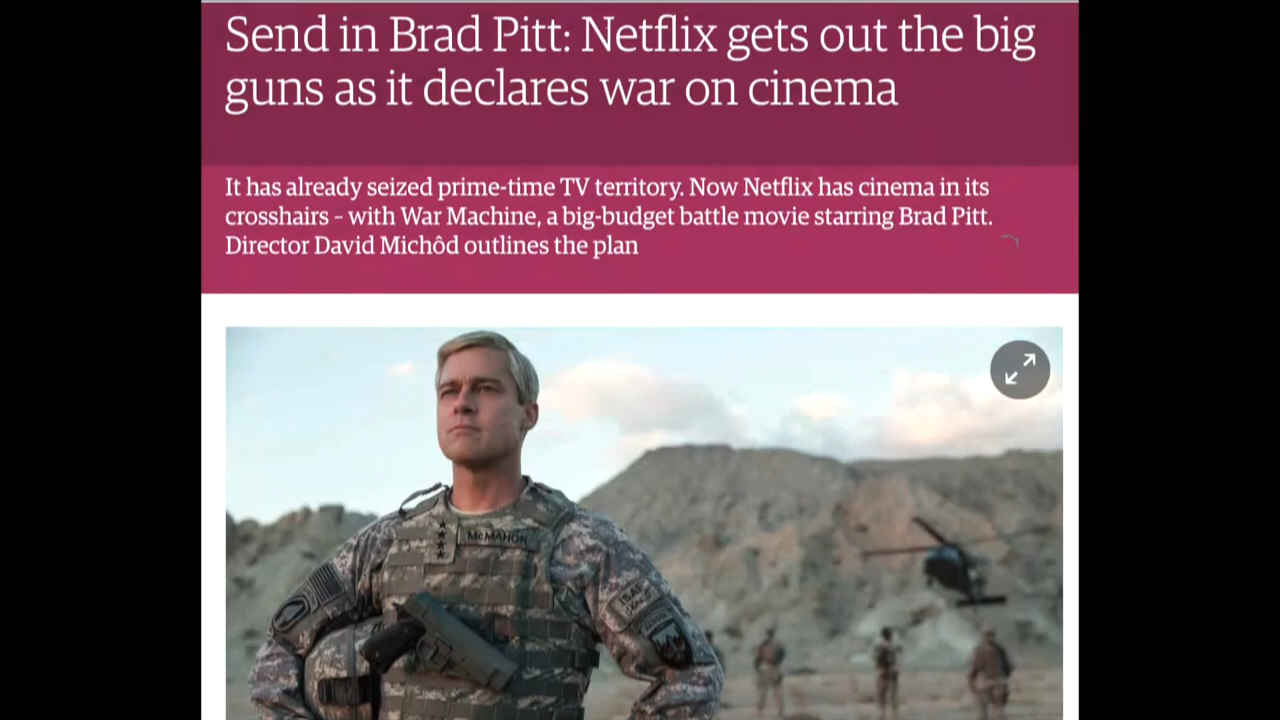 Send in Brad Pitt: Netflix gets out the big
guns as it declares war on cinema
It has already seized prime-time TV territory. Now Netflix has cinema in its
crosshairs – with War Machine, a big-budget battle movie starring Brad Pitt.
Director David Michôd outlines the plan
McMAHON
ISAF